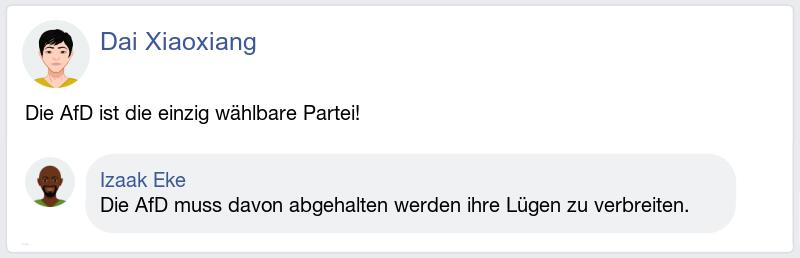 Dai Xiaoxiang
Die AfD ist die einzig wählbare Partei!
Izaak Eke
Die AfD muss davon abgehalten werden ihre Lügen zu verbreiten.